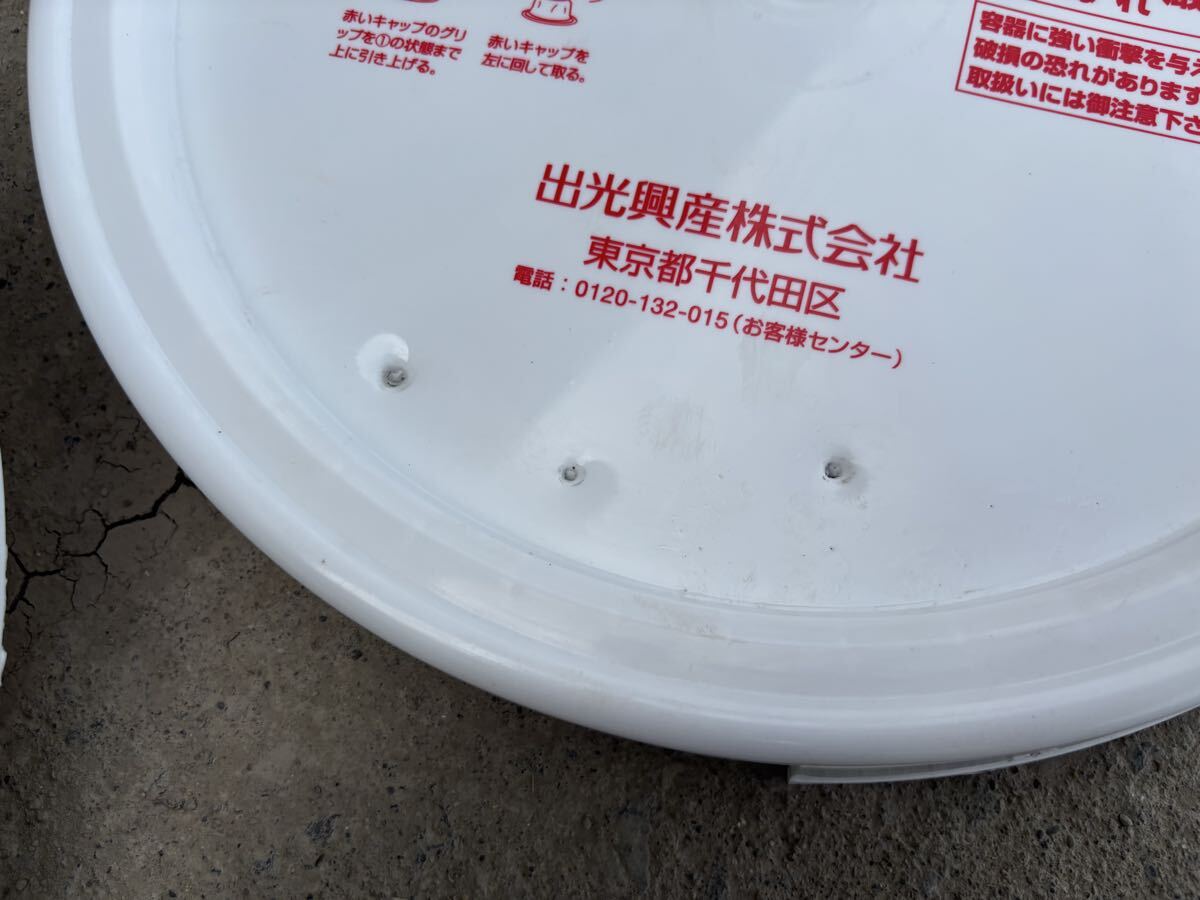 赤いキャップのグリ
ップを①の状態まで
上に引き上げる。
赤いキャップを
左に回して取る。
容器に強い衝撃を与え
破損の恐れがあります
取扱いには御注意下さ
出光興産株式会社
東京都千代田区
電話：0120-132-015（お客様センター）